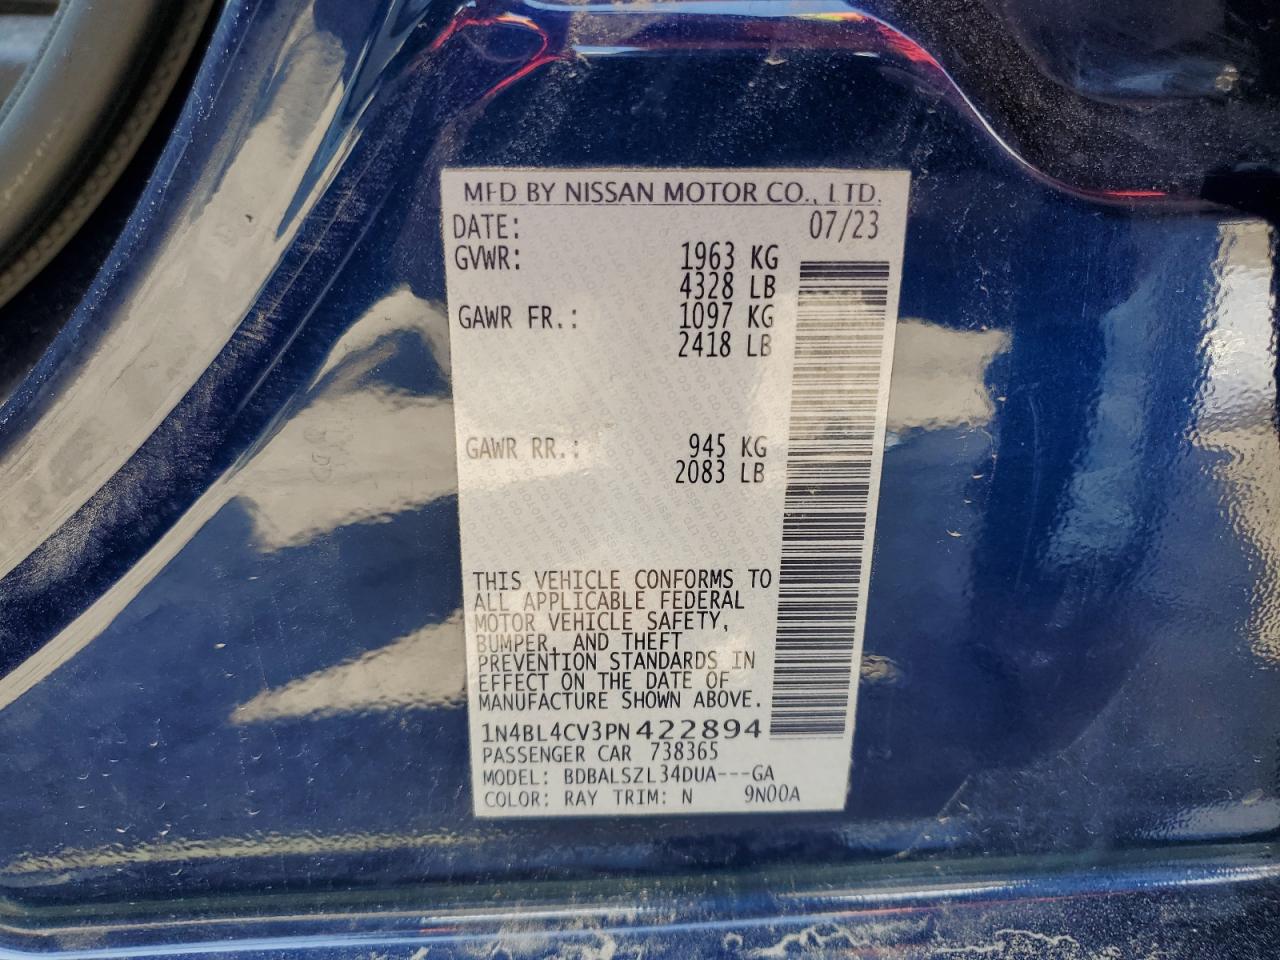 MFD BY NISSAN MOTOR CO., LTD.
DATE: 07/23
GVWR: 1963 KG
4328 LB
GAWR FR.: 1097 KG
2418 LB
GAWR RR.: 945 KG
2083 LB
THIS VEHICLE CONFORMS TO
ALL APPLICABLE FEDERAL
MOTOR VEHICLE SAFETY,
BUMPER, AND THEFT
PREVENTION STANDARDS IN
EFFECT ON THE DATE OF
MANUFACTURE SHOWN ABOVE.
1N4BL4CV3PN422894
PASSENGER CAR 738365
MODEL: BDBALSZL34DUA---GA
COLOR: RAY TRIM: N 9N00A